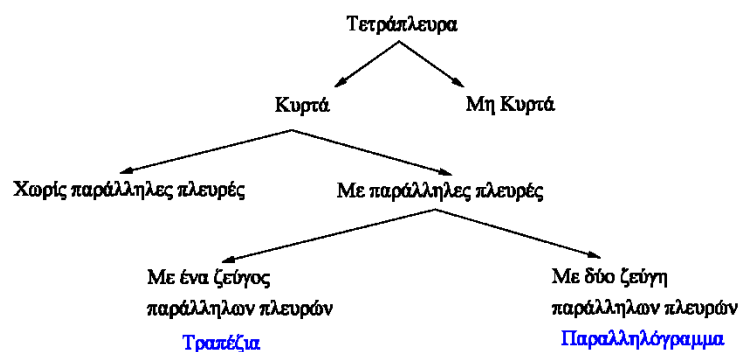 Τετράπλευρα
Κυρτά
Μη Κυρτά
Χωρίς παράλληλες πλευρές
Με παράλληλες πλευρές
Με ένα ζεύγος
παράλληλων πλευρών
Τραπέζια
Με δύο ζεύγη
παράλληλων πλευρών
Παραλληλόγραμμα